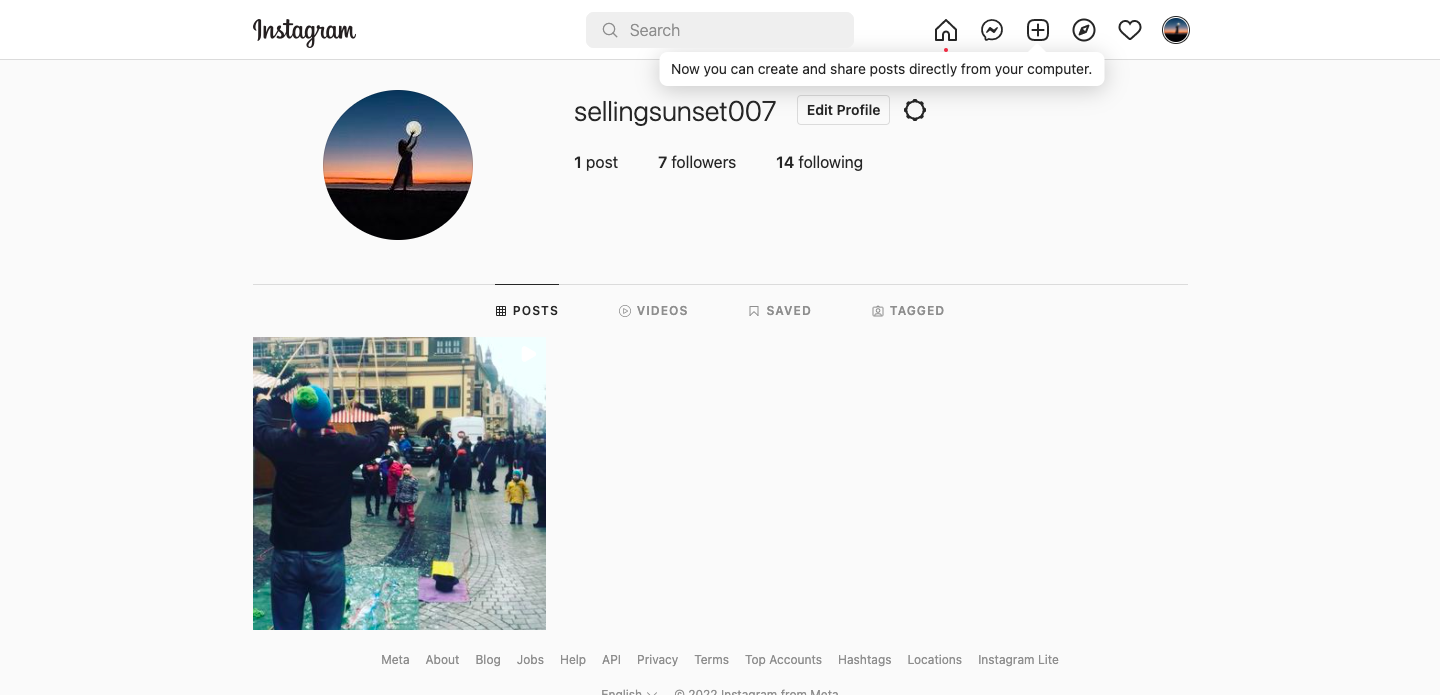 Instagram
Search
Now you can create and share posts directly from your computer.
sellingsunset007
Edit Profile
1 post 7 followers 14 following
POSTS VIDEOS SAVED TAGGED
Meta About Blog Jobs Help API Privacy Terms Top Accounts Hashtags Locations Instagram Lite
English © 2022 Instagram from Meta